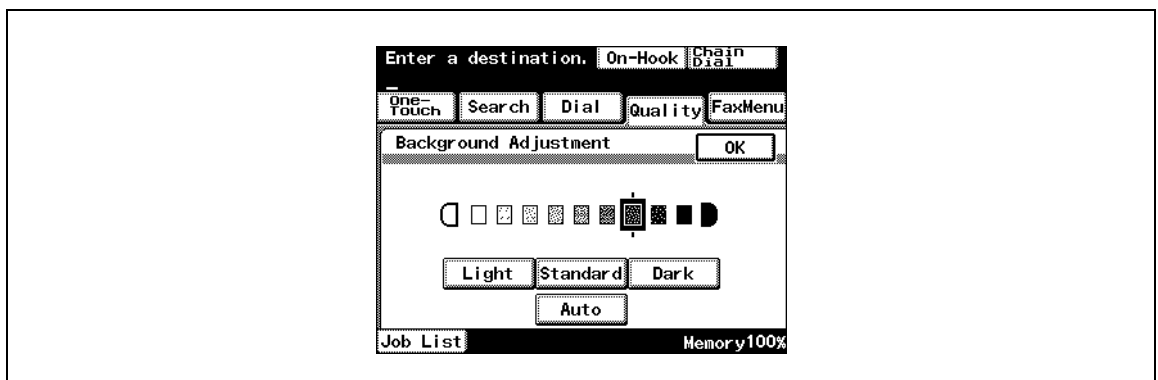 Enter a destination. On-Hook Chain Dial
One-Touch Search Dial Quality FaxMenu
Background Adjustment OK
Light Standard Dark
Auto
Job List Memory100%